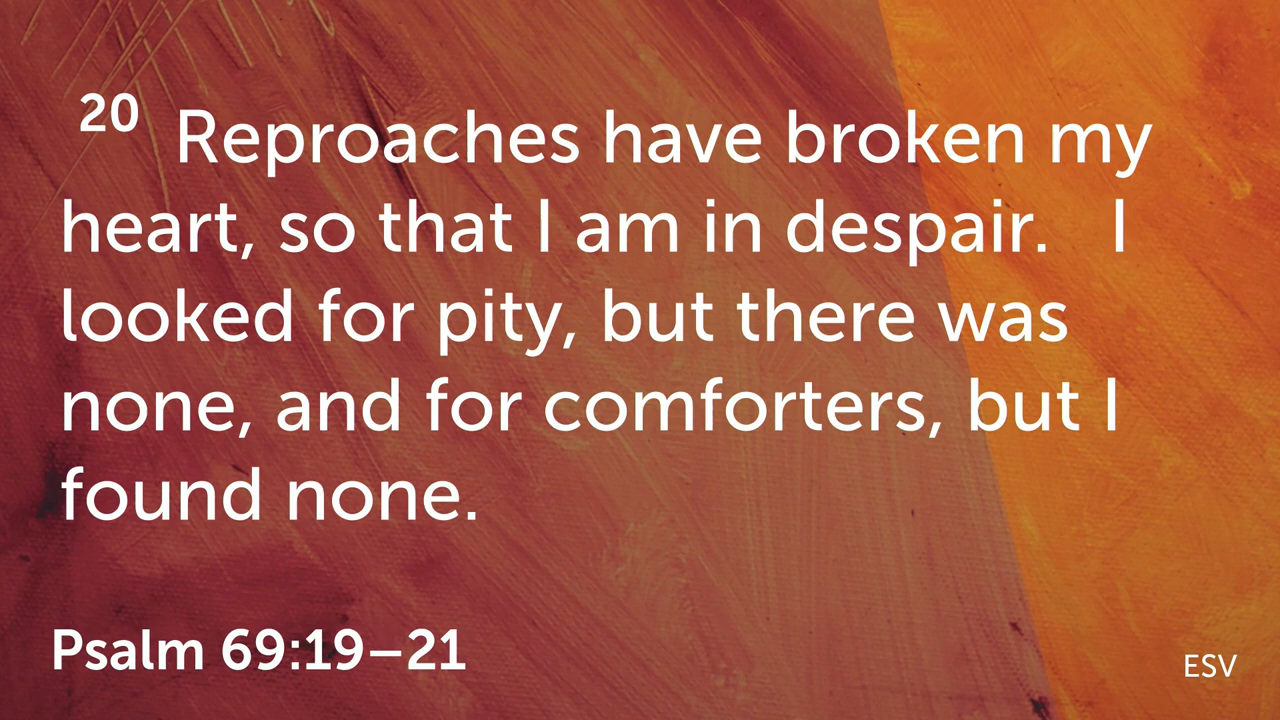 20 Reproaches have broken my
heart, so that I am in despair. I
looked for pity, but there was
none, and for comforters, but I
found none.
Psalm 69:19–21
ESV